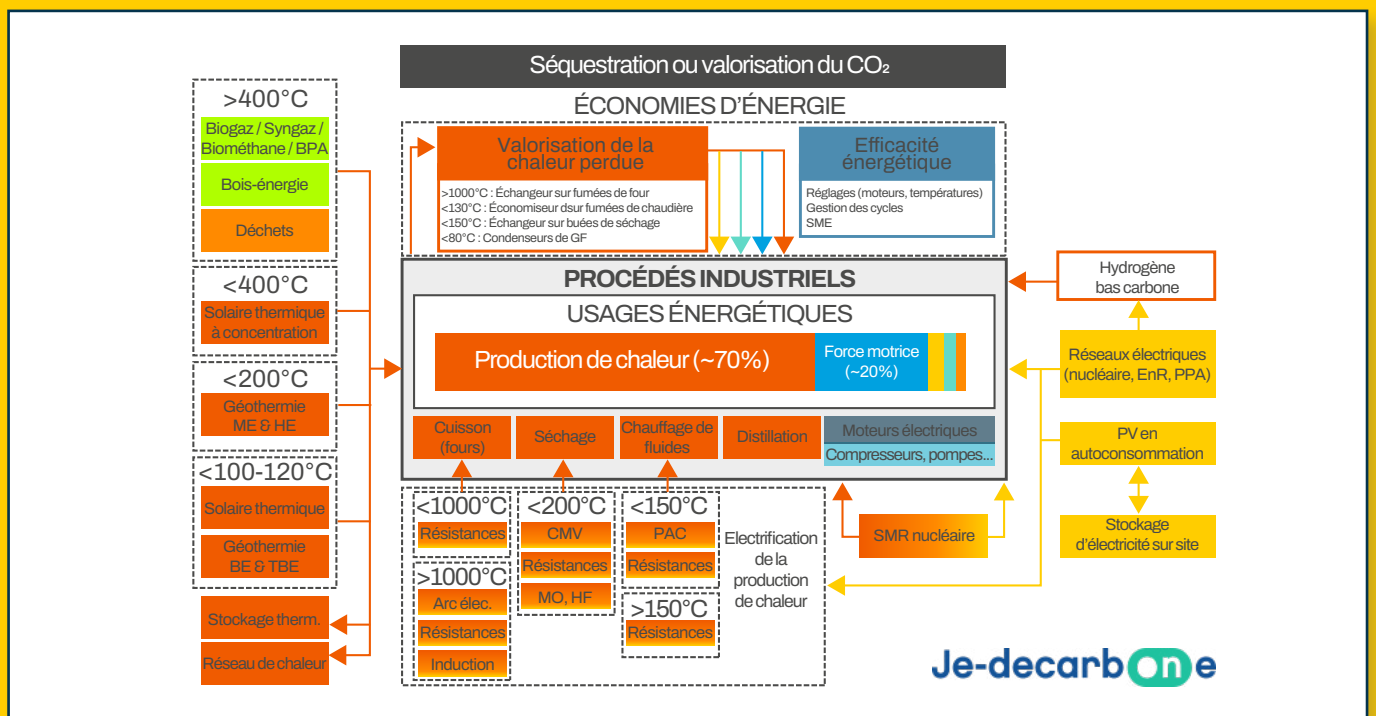 Séquestration ou valorisation du CO₂
ÉCONOMIES D'ÉNERGIE
>400°C
Biogaz / Syngaz /
Biométhane / BPA
Bois-énergie
Déchets
<400°C
Solaire thermique
à concentration
<200°C
Géothermie
ME & HE
<100-120°C
Solaire thermique
Géothermie
BE & TBE
Stockage therm.
Réseau de chaleur
Valorisation de la
chaleur perdue
>1000°C : Échangeur sur fumées de four
<130°C : Économiseur dsur fumées de chaudière
<150°C : Échangeur sur buées de séchage
<80°C : Condenseurs de GF
Efficacité
énergétique
Réglages (moteurs, températures)
Gestion des cycles
SME
PROCÉDÉS INDUSTRIELS
USAGES ÉNERGÉTIQUES
Production de chaleur (~70%)
Force motrice
(~20%)
Cuisson
(fours)
Séchage
Chauffage de
fluides
Distillation
Moteurs électriques
Compresseurs, pompes...
<1000°C
Résistances
>1000°C
Arc élec.
Résistances
Induction
<200°C
CMV
Résistances
MO, HF
<150°C
PAC
Résistances
>150°C
Résistances
Electrification
de la
production
de chaleur
SMR nucléaire
Hydrogène
bas carbone
Réseaux électriques
(nucléaire, EnR, PPA)
PV en
autoconsommation
Stockage
d'électricité sur site
Je-decarbone